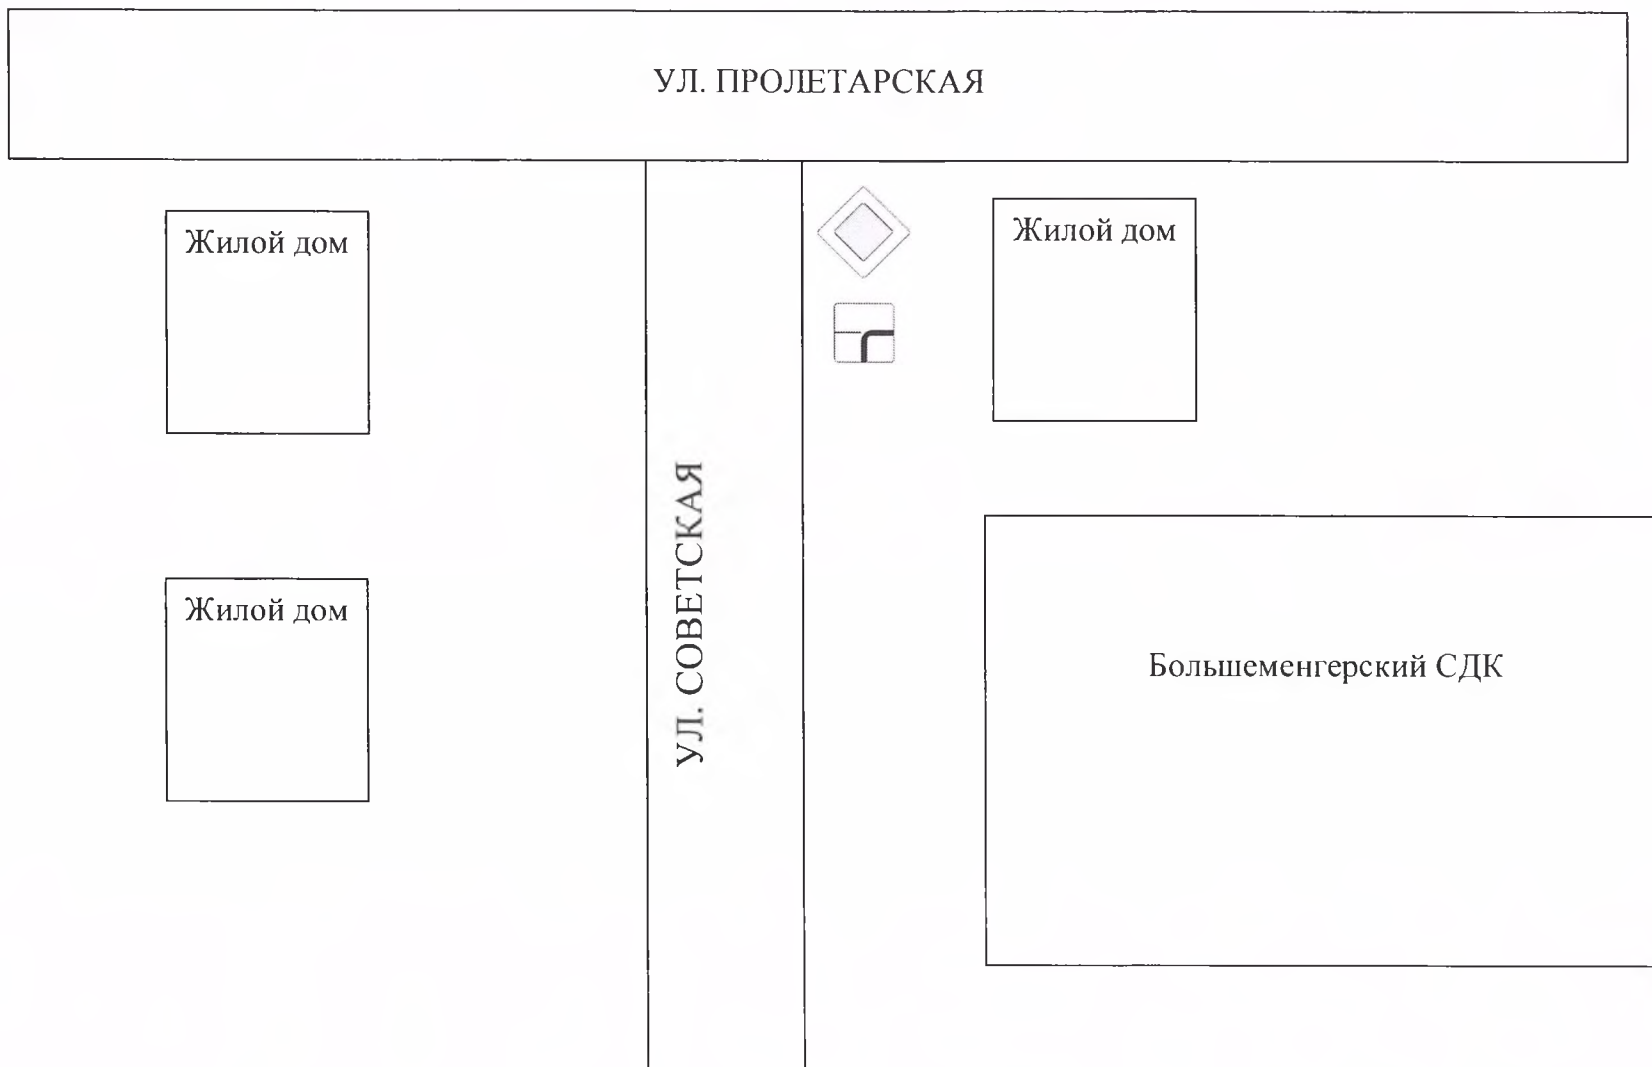 УЛ. ПРОЛЕТАРСКАЯ
Жилой дом
Жилой дом
УЛ. СОВЕТСКАЯ
Жилой дом
Большеменгерский СДК